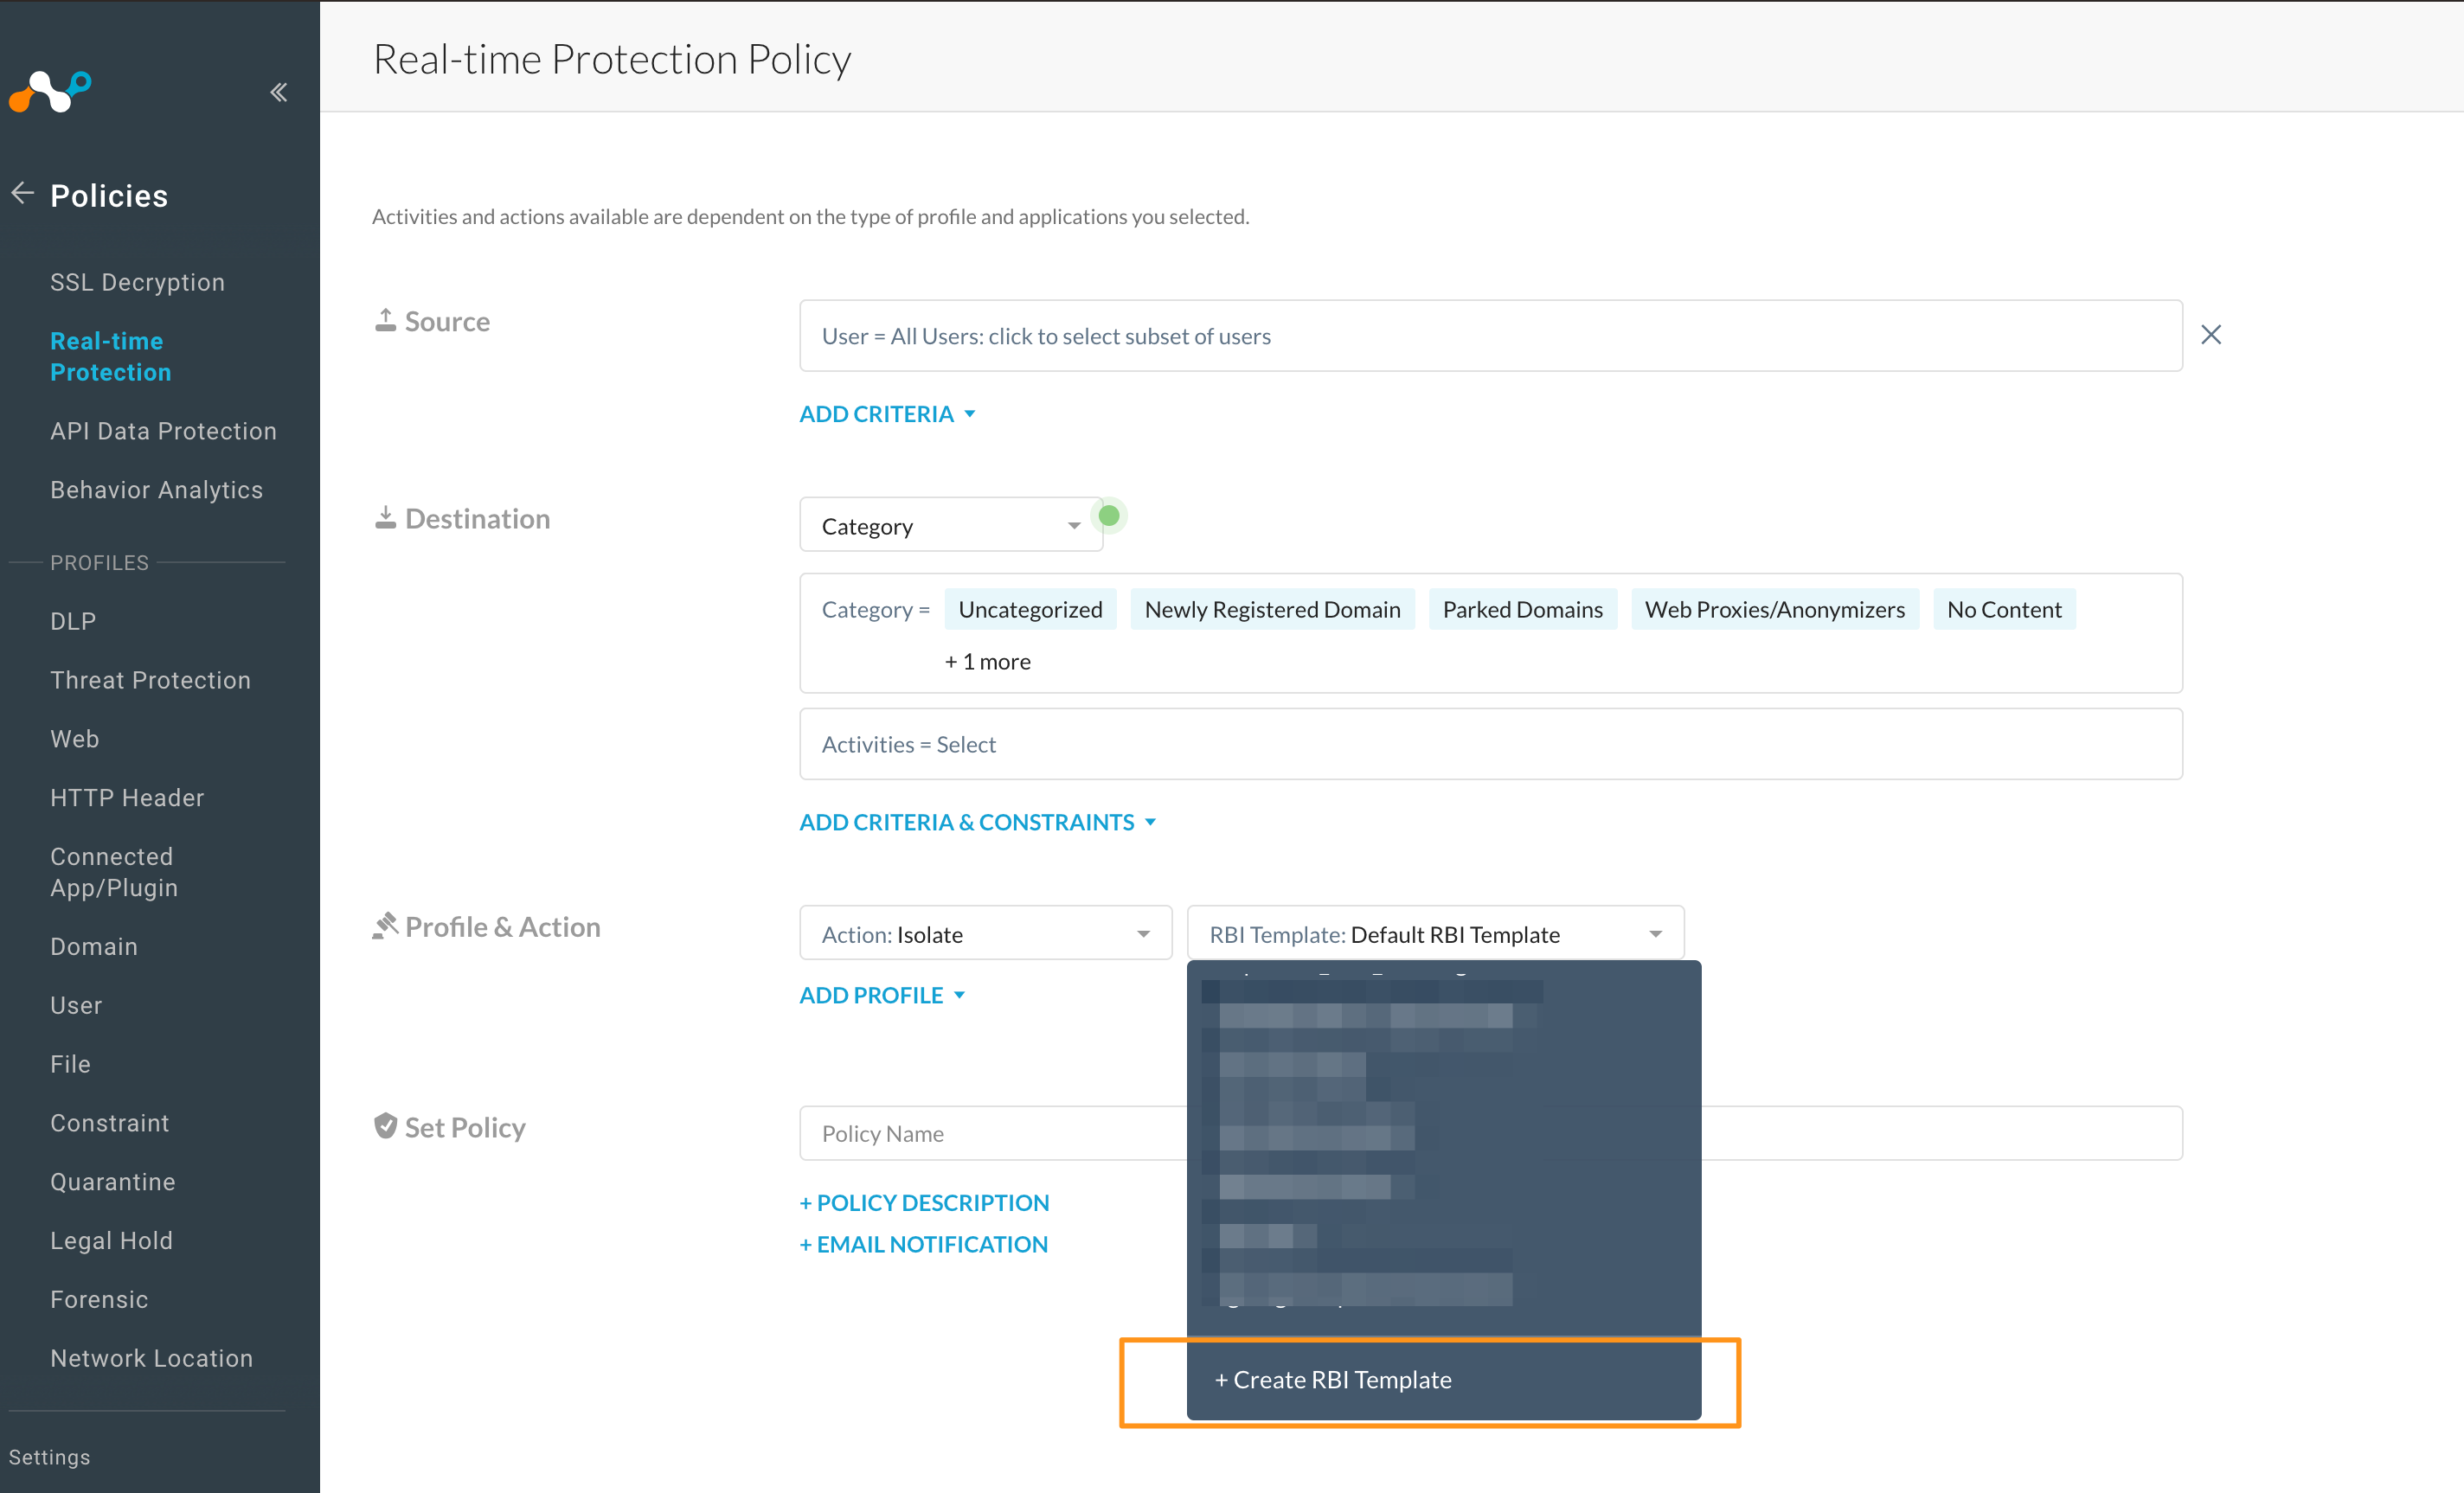 Real-time Protection Policy
Policies
SSL Decryption
Real-time
Protection
API Data Protection
Behavior Analytics
PROFILES
DLP
Threat Protection
Web
HTTP Header
Connected
App/Plugin
Domain
User
File
Constraint
Quarantine
Legal Hold
Forensic
Network Location
Settings
Activities and actions available are dependent on the type of profile and applications you selected.
Source
User = All Users: click to select subset of users
ADD CRITERIA
Destination
Category
Category = Uncategorized Newly Registered Domain Parked Domains Web Proxies/Anonymizers No Content
+ 1 more
Activities = Select
ADD CRITERIA & CONSTRAINTS
Profile & Action
Action: Isolate
RBI Template: Default RBI Template
ADD PROFILE
+ Create RBI Template
Set Policy
Policy Name
+ POLICY DESCRIPTION
+ EMAIL NOTIFICATION